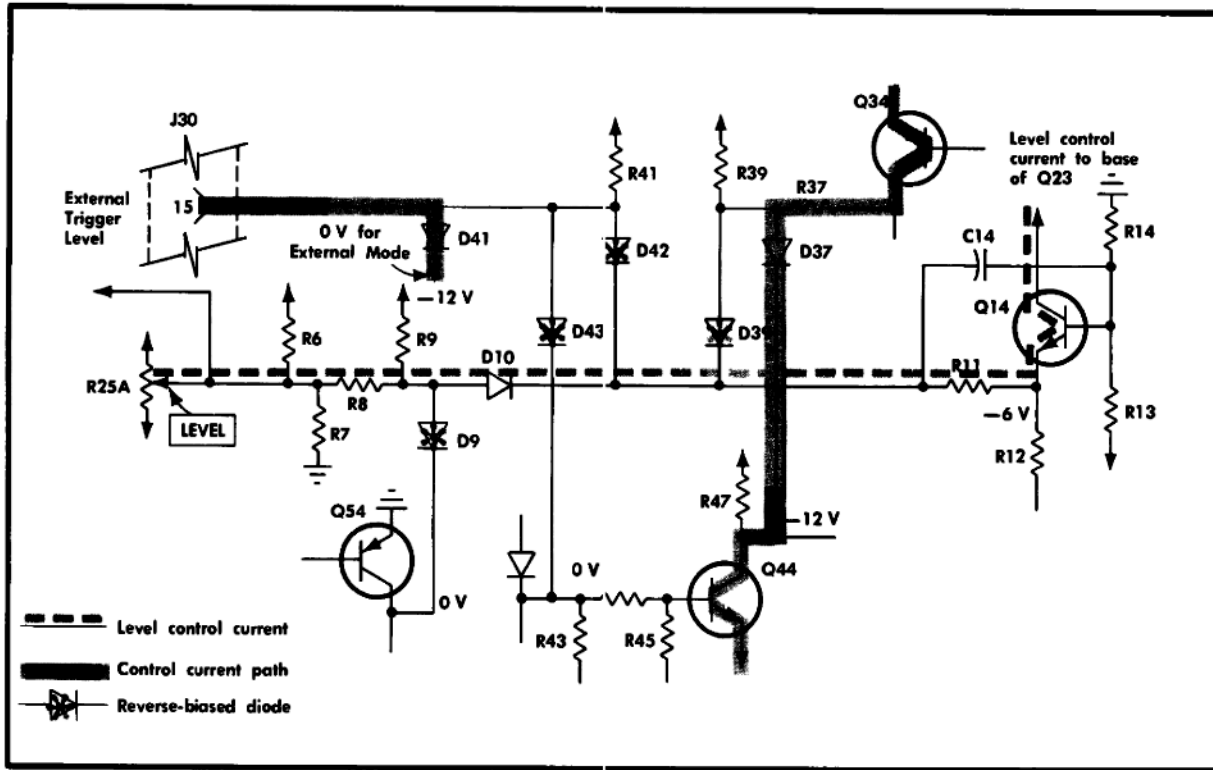 J30
External
Trigger
Level
15
0 V for
External Mode
D41
−12 V
R41
D42
R39
R37
D37
Q34
Level control
current to base
of Q23
C14
R14
Q14
D43
D39
R6
R9
D10
R25A
R8
R11
−6 V
R13
LEVEL
R7
D9
R12
Q54
R47
−12 V
0 V
0 V
Q44
R43
R45
Level control current
Control current path
Reverse-biased diode